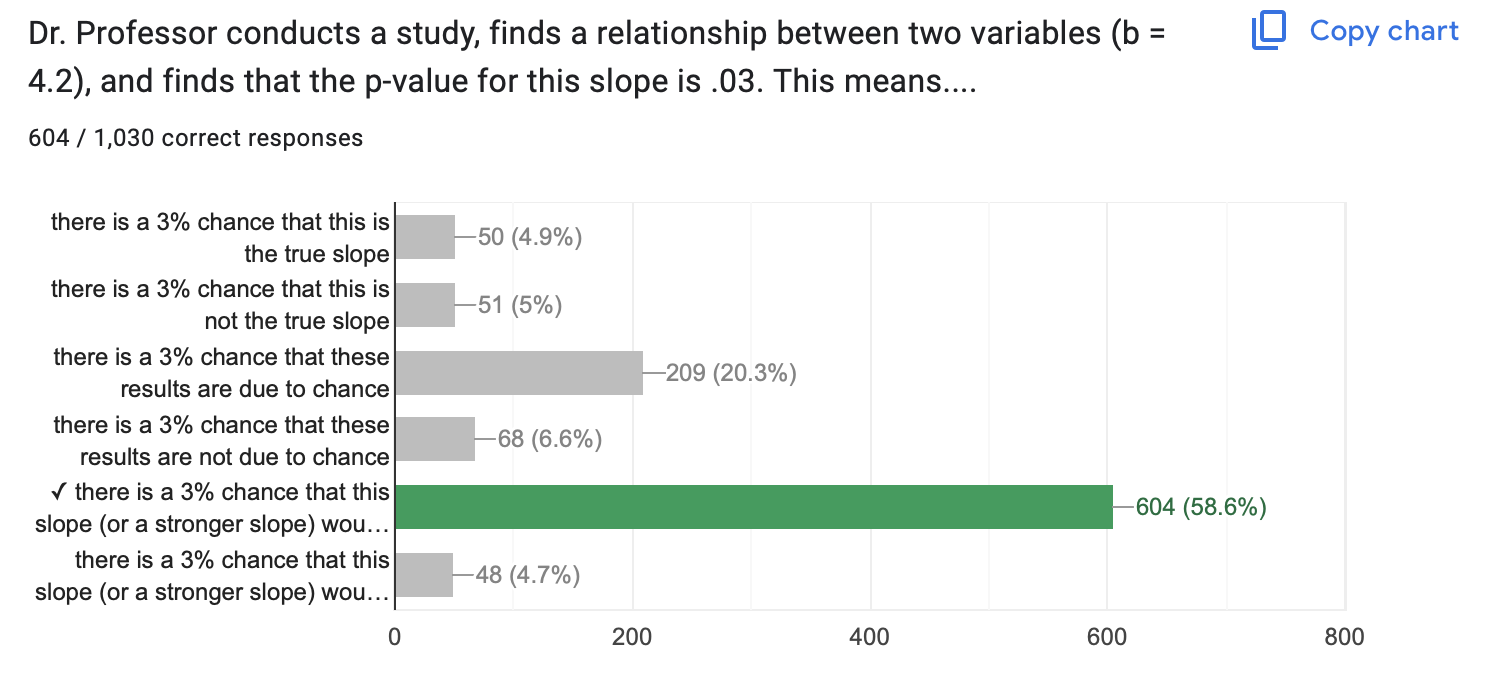 Dr. Professor conducts a study, finds a relationship between two variables (b =
4.2), and finds that the p-value for this slope is .03. This means....
Copy chart
604 / 1,030 correct responses
there is a 3% chance that this is
the true slope
50 (4.9%)
there is a 3% chance that this is
not the true slope
51 (5%)
there is a 3% chance that these
results are due to chance
209 (20.3%)
there is a 3% chance that these
results are not due to chance
68 (6.6%)
✓ there is a 3% chance that this
slope (or a stronger slope) wou…
604 (58.6%)
there is a 3% chance that this
slope (or a stronger slope) wou…
48 (4.7%)
0 200 400 600 800